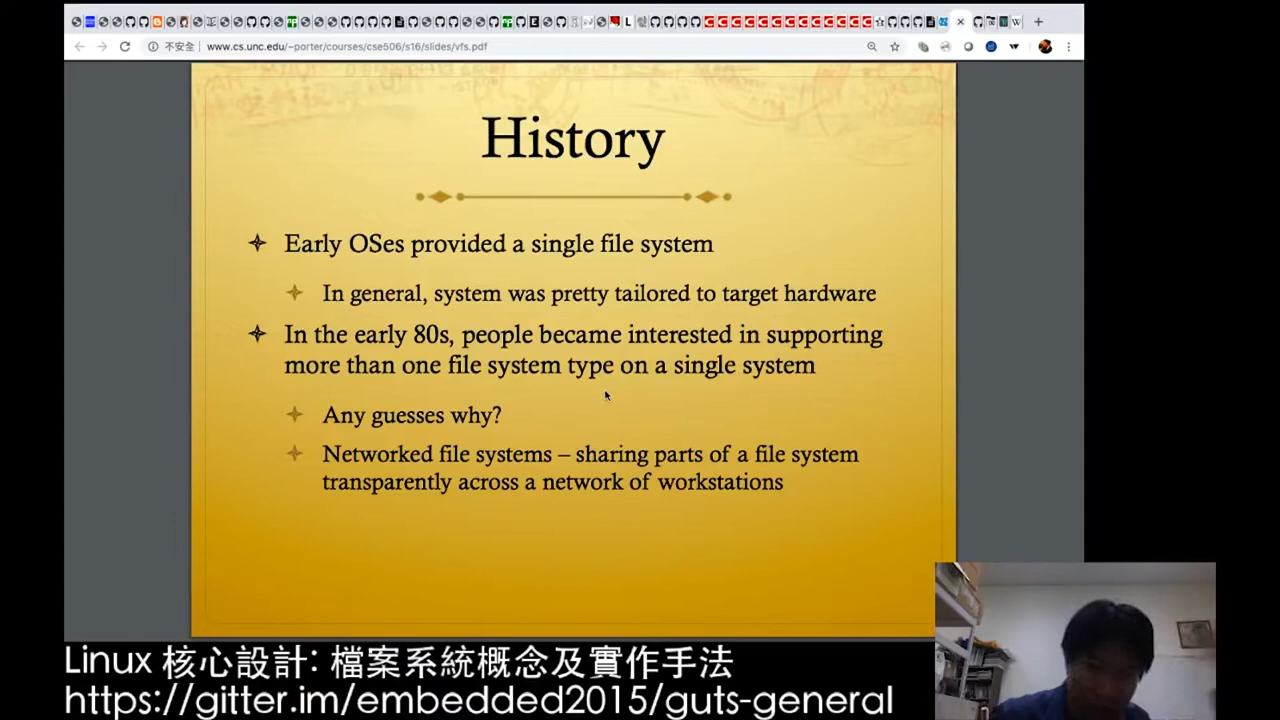 不安全 www.cs.unc.edu/~porter/courses/cse506/s16/slides/vfs.pdf
History
Early OSes provided a single file system
In general, system was pretty tailored to target hardware
In the early 80s, people became interested in supporting
more than one file system type on a single system
Any guesses why?
Networked file systems – sharing parts of a file system
transparently across a network of workstations
Linux 核心設計: 檔案系統概念及實作手法
https://gitter.im/embedded2015/guts-general